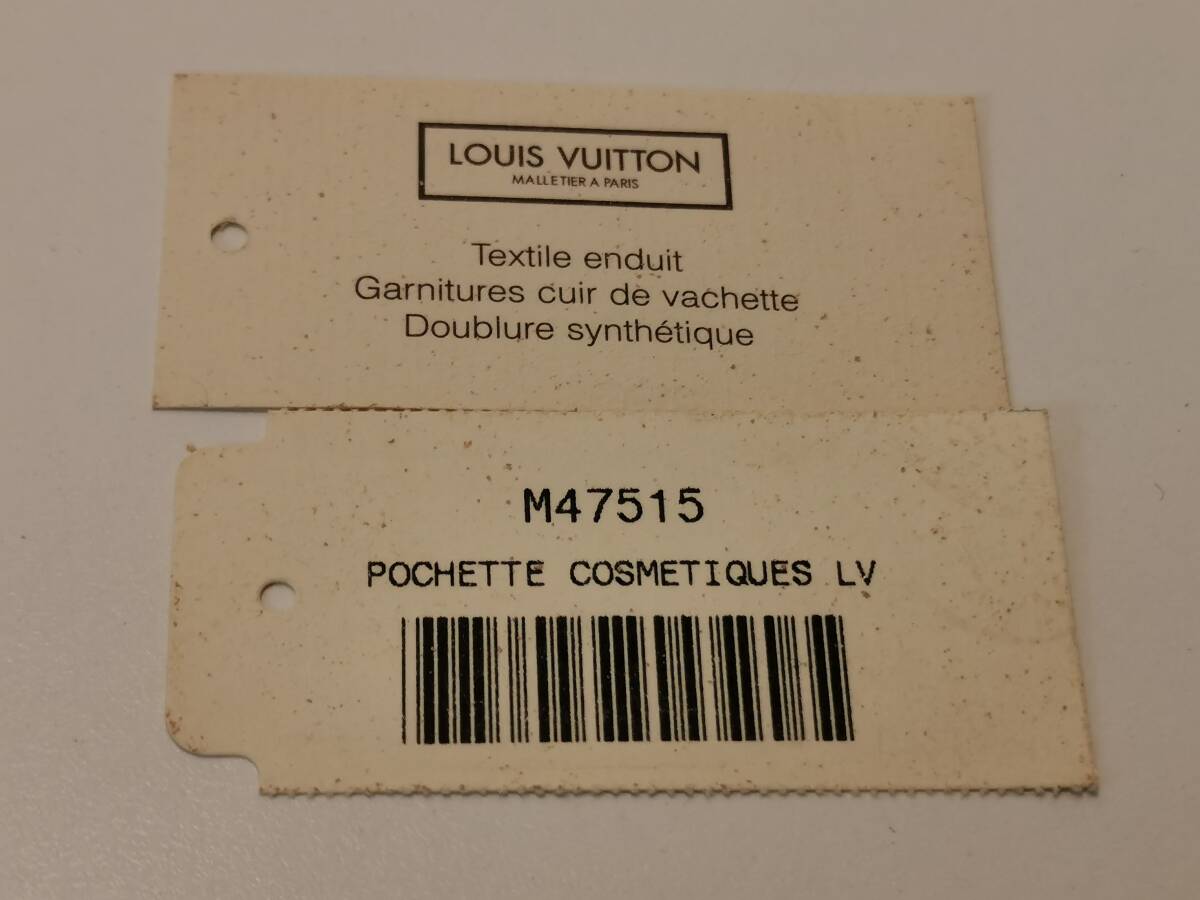 LOUIS VUITTON
MALLETIER A PARIS
Textile enduit
Garnitures cuir de vachette
Doublure synthétique
M47515
POCHETTE COSMETIQUES LV